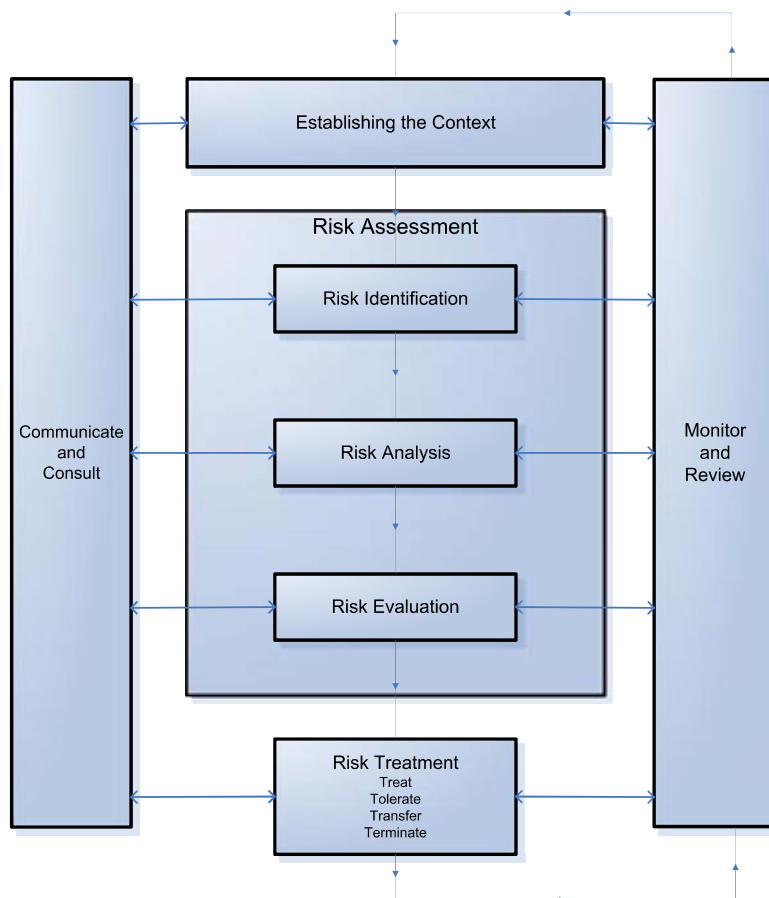 Establishing the Context
Risk Assessment
Risk Identification
Communicate
and
Consult
Risk Analysis
Monitor
and
Review
Risk Evaluation
Risk Treatment
Treat
Tolerate
Transfer
Terminate